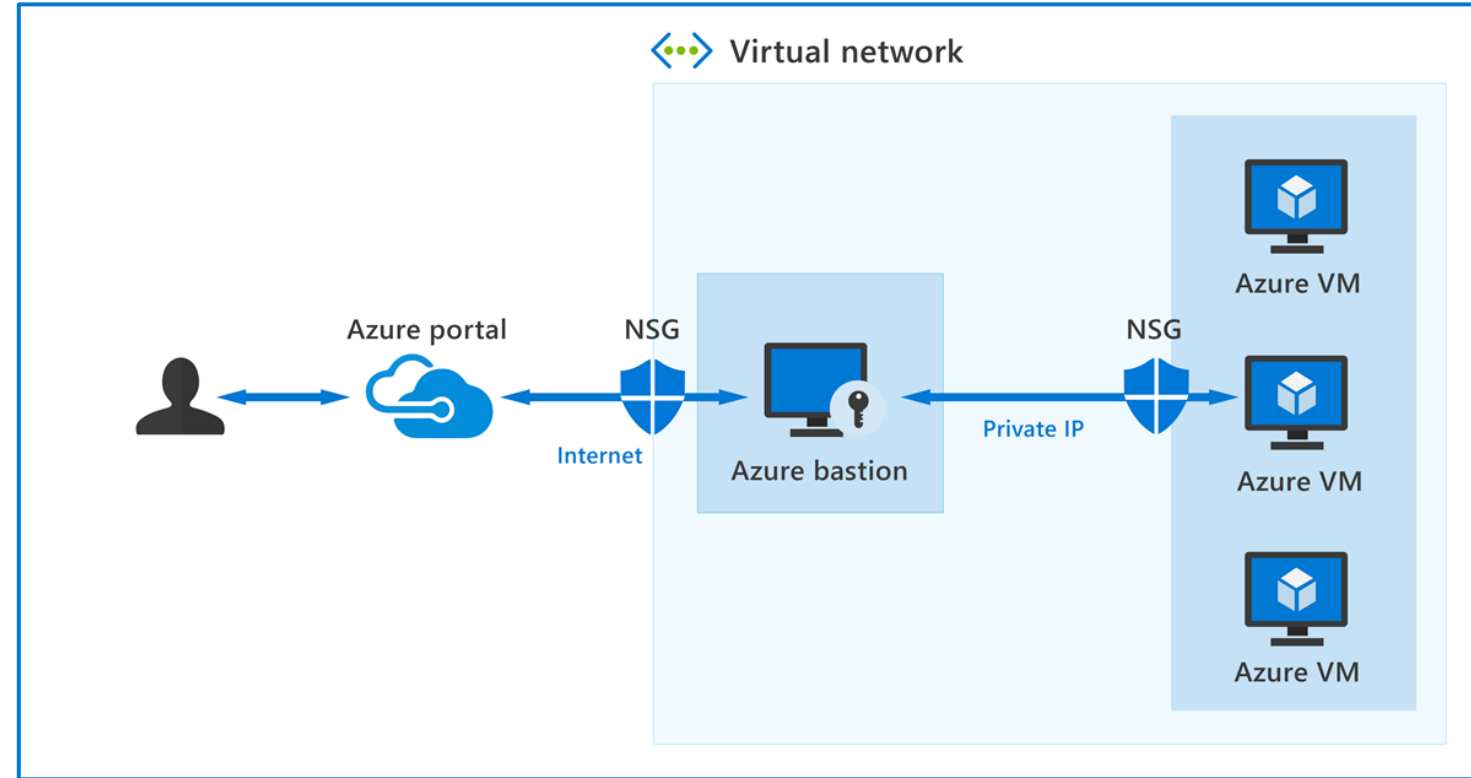 Virtual network
Azure VM
Azure portal
NSG
NSG
Internet
Private IP
Azure bastion
Azure VM
Azure VM